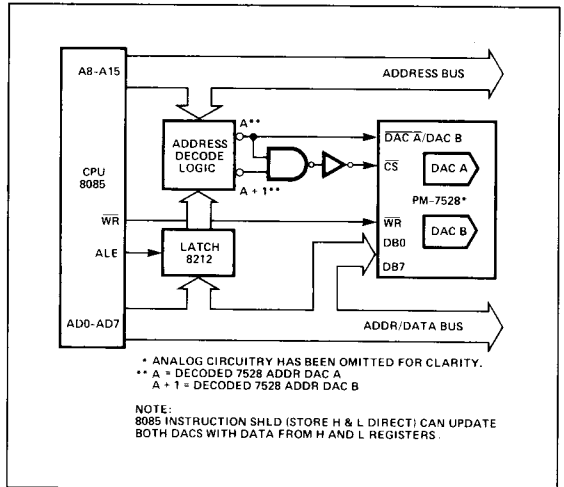 A8-A15
ADDRESS BUS
A**
ADDRESS
DECODE
LOGIC
DAC A/DAC B
CS
DAC A
CPU
8085
A + 1**
PM-7528*
WR
WR
DAC B
ALE
LATCH
8212
DB0
DB7
AD0-AD7
ADDR/DATA BUS
* ANALOG CIRCUITRY HAS BEEN OMITTED FOR CLARITY.
** A = DECODED 7528 ADDR DAC A
A + 1 = DECODED 7528 ADDR DAC B
NOTE:
8085 INSTRUCTION SHLD (STORE H & L DIRECT) CAN UPDATE
BOTH DACS WITH DATA FROM H AND L REGISTERS.